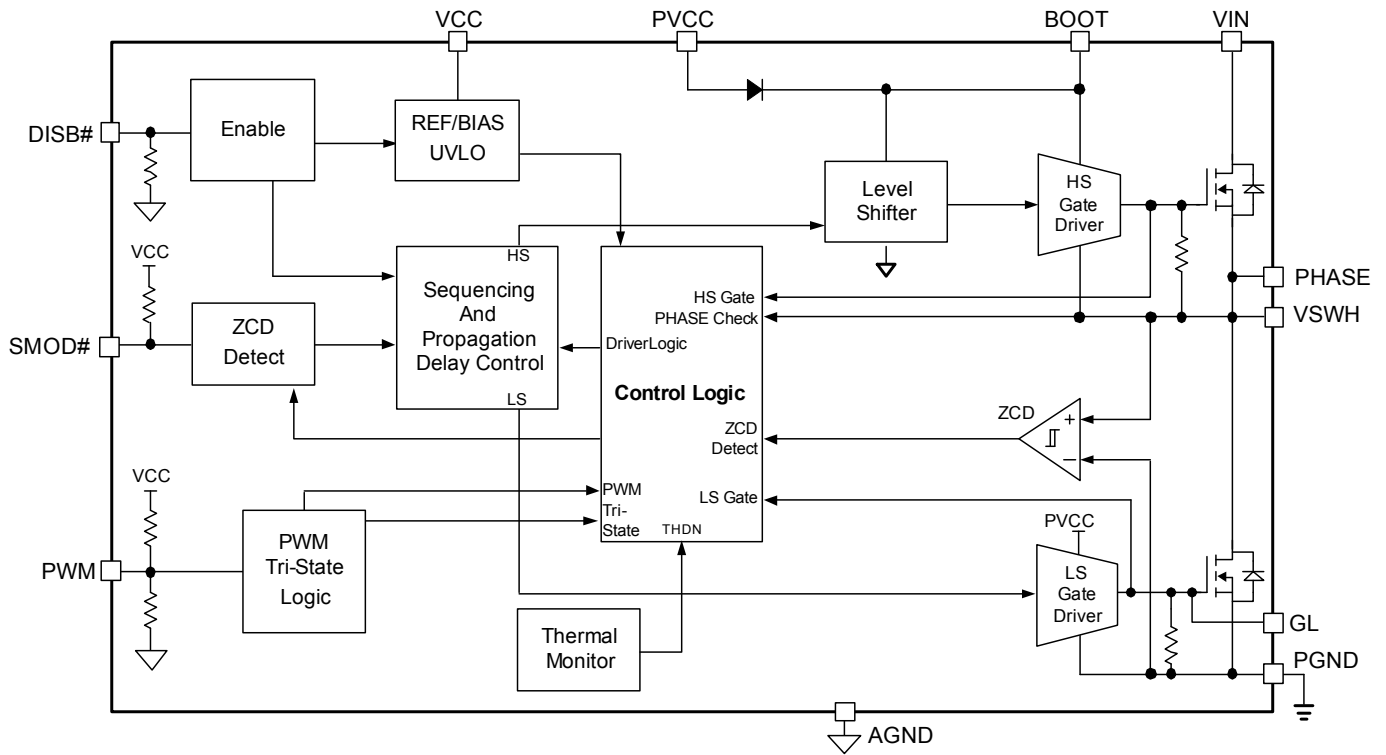 VCC
PVCC
BOOT
VIN
DISB#
Enable
REF/BIAS
UVLO
Level
Shifter
HS
Gate
Driver
VCC
HS
Sequencing
And
Propagation
Delay Control
LS
HS Gate
PHASE Check
DriverLogic
Control Logic
ZCD
Detect
LS Gate
PWM
Tri-
State
THDN
PHASE
VSWH
SMOD#
ZCD
Detect
ZCD
+
−
VCC
PWM
PWM
Tri-State
Logic
PVCC
LS
Gate
Driver
Thermal
Monitor
GL
PGND
AGND